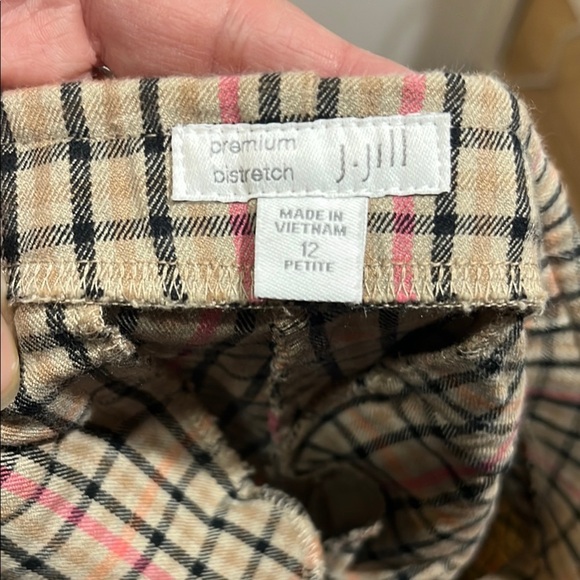 premium
bistretch
J.Jill
MADE IN
VIETNAM
12
PETITE